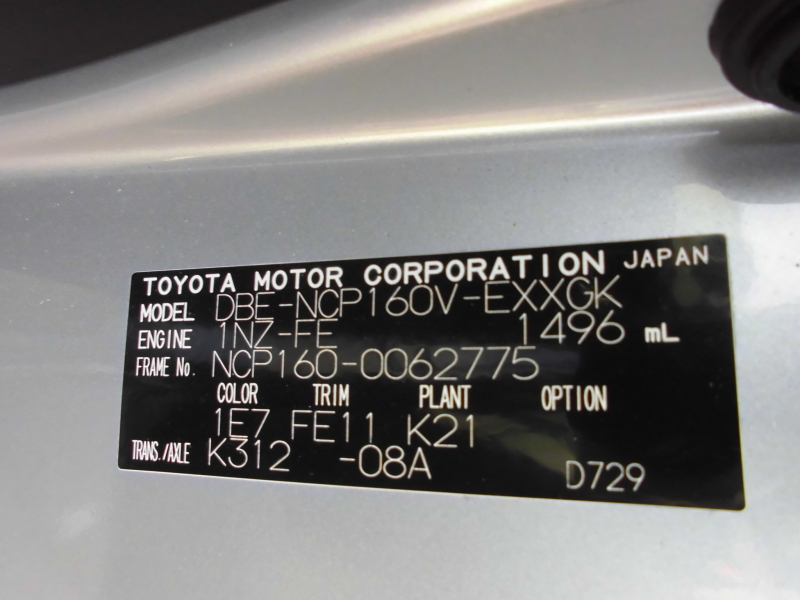 TOYOTA MOTOR CORPORATION JAPAN
MODEL DBE-NCP160V-EXXGK
ENGINE 1NZ-FE 1496 mL
FRAME No. NCP160-0062775
COLOR TRIM PLANT OPTION
1E7 FE11 K21
TRANS./AXLE K312 -08A D729